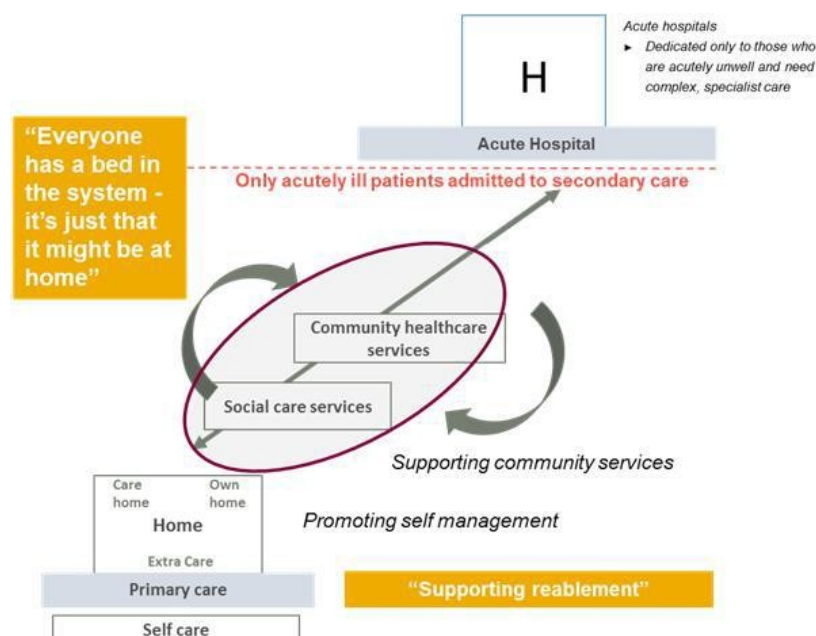 Acute hospitals
► Dedicated only to those who
are acutely unwell and need
complex, specialist care
H
Acute Hospital
“Everyone
has a bed in
the system -
it’s just that
it might be at
home”
Only acutely ill patients admitted to secondary care
Community healthcare
services
Social care services
Supporting community services
Care
home
Own
home
Home
Extra Care
Promoting self management
Primary care
“Supporting reablement”
Self care